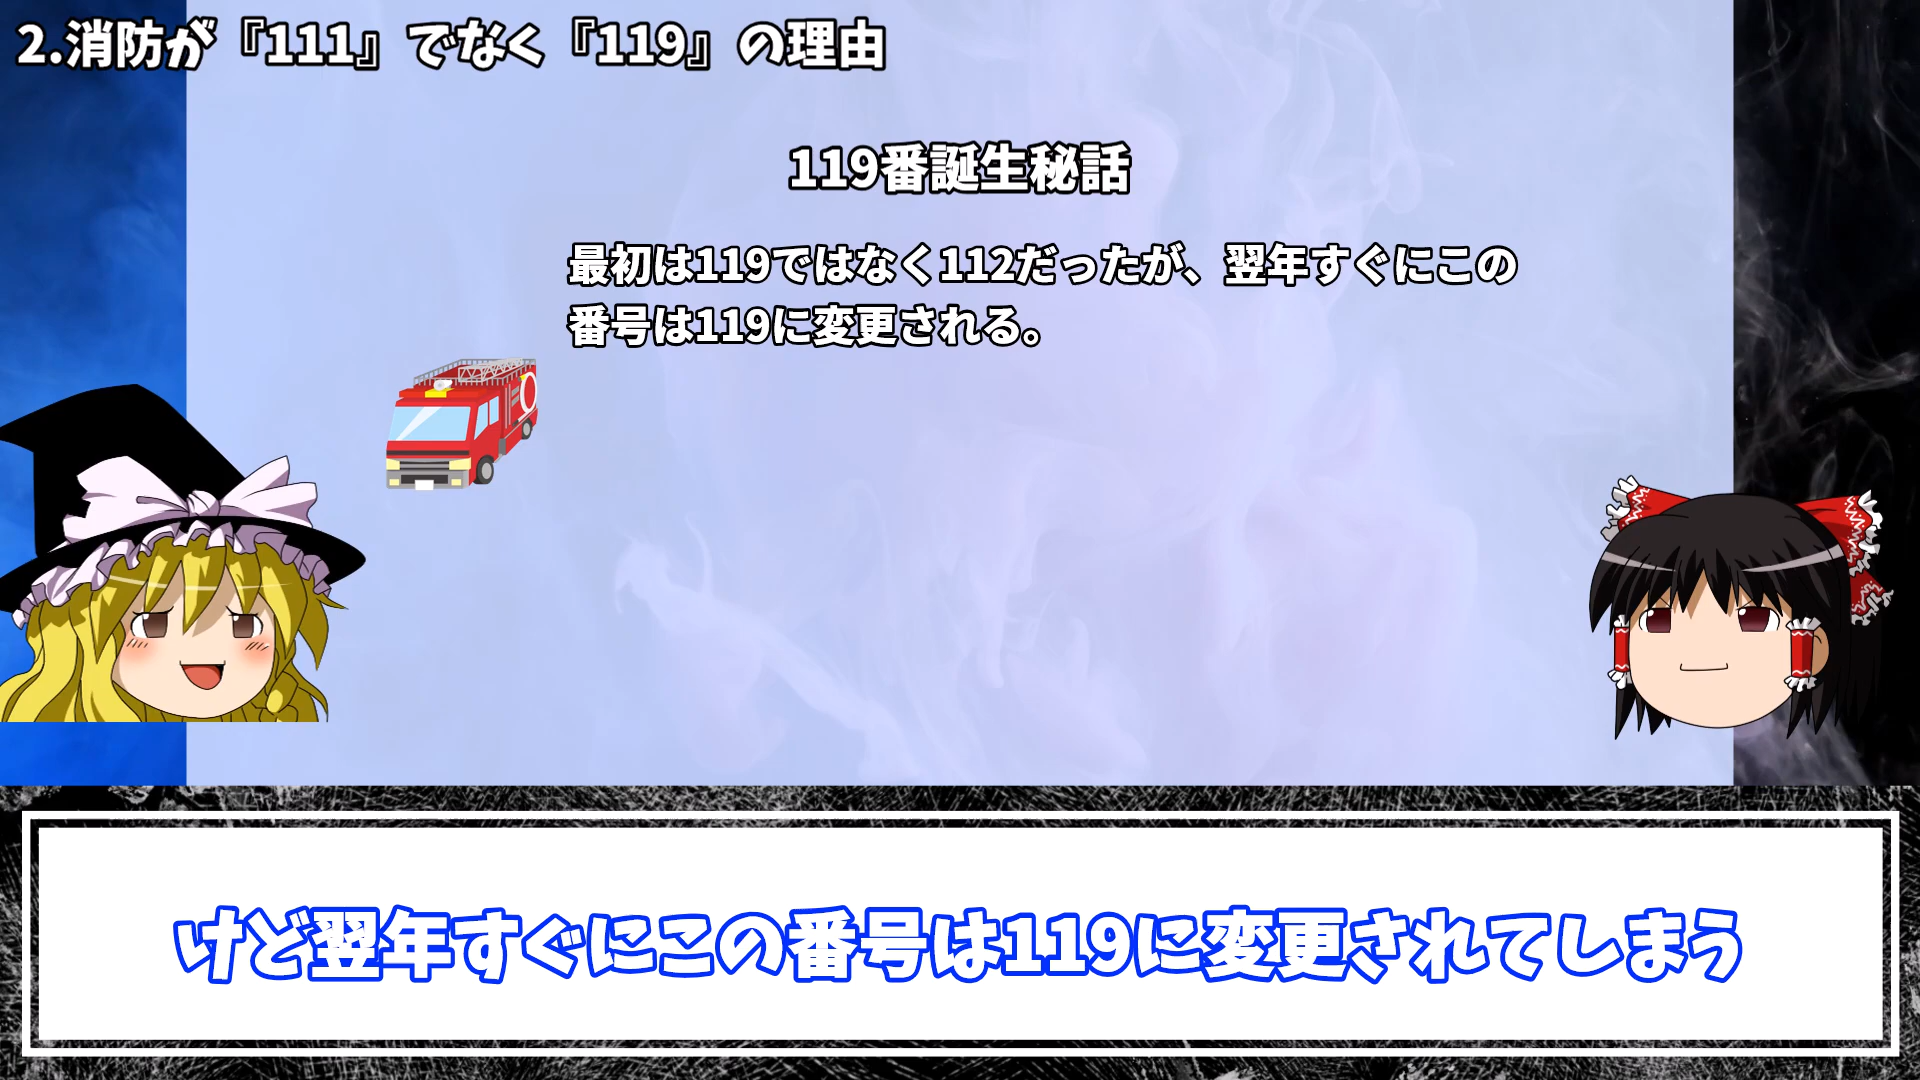 2.消防が『111』でなく『119』の理由
119番誕生秘話
最初は119ではなく112だったが、翌年すぐにこの
番号は119に変更される。
けど翌年すぐにこの番号は119に変更されてしまう